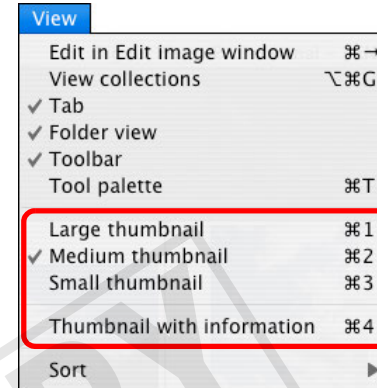 View
Edit in Edit image window ⌘→
View collections ⌥⌘G
✓ Tab
✓ Folder view
✓ Toolbar
Tool palette ⌘T
Large thumbnail ⌘1
✓ Medium thumbnail ⌘2
Small thumbnail ⌘3
Thumbnail with information ⌘4
Sort ▶